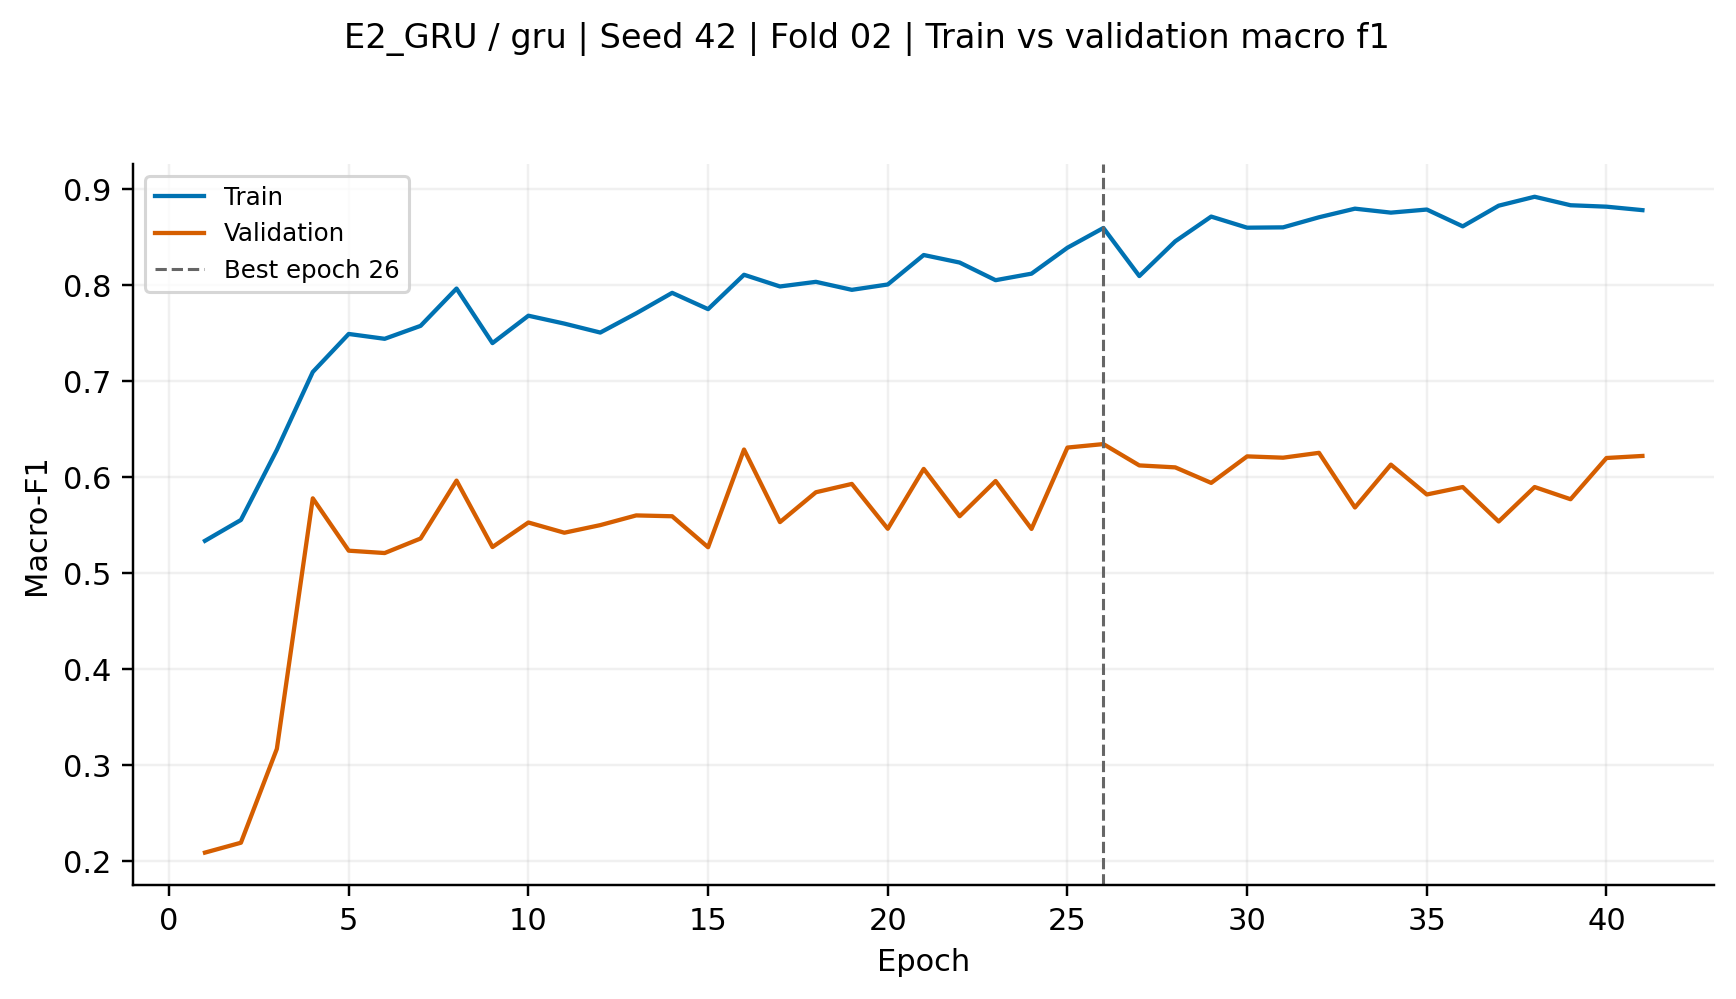 E2_GRU / gru | Seed 42 | Fold 02 | Train vs validation macro f1
Train
Validation
Best epoch 26
Macro-F1
0.9
0.8
0.7
0.6
0.5
0.4
0.3
0.2
0 5 10 15 20 25 30 35 40
Epoch